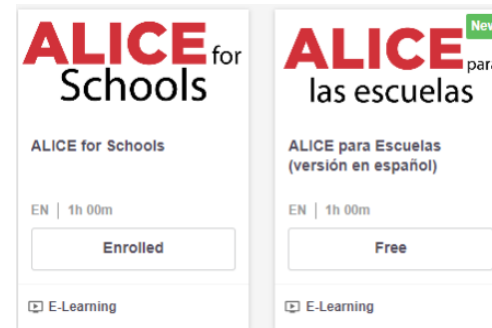 ALICE for
Schools
ALICE for Schools
EN | 1h 00m
Enrolled
E-Learning
New
ALICE para
las escuelas
ALICE para Escuelas
(versión en español)
EN | 1h 00m
Free
E-Learning